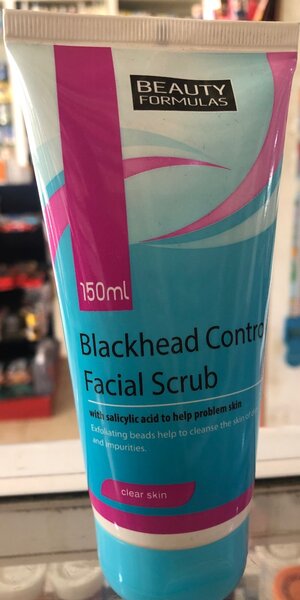 BEAUTY
FORMULAS
150ml
Blackhead Contro
Facial Scrub
with salicylic acid to help problem skin
Exfoliating beads help to cleanse the skin of
and impurities.
clear skin